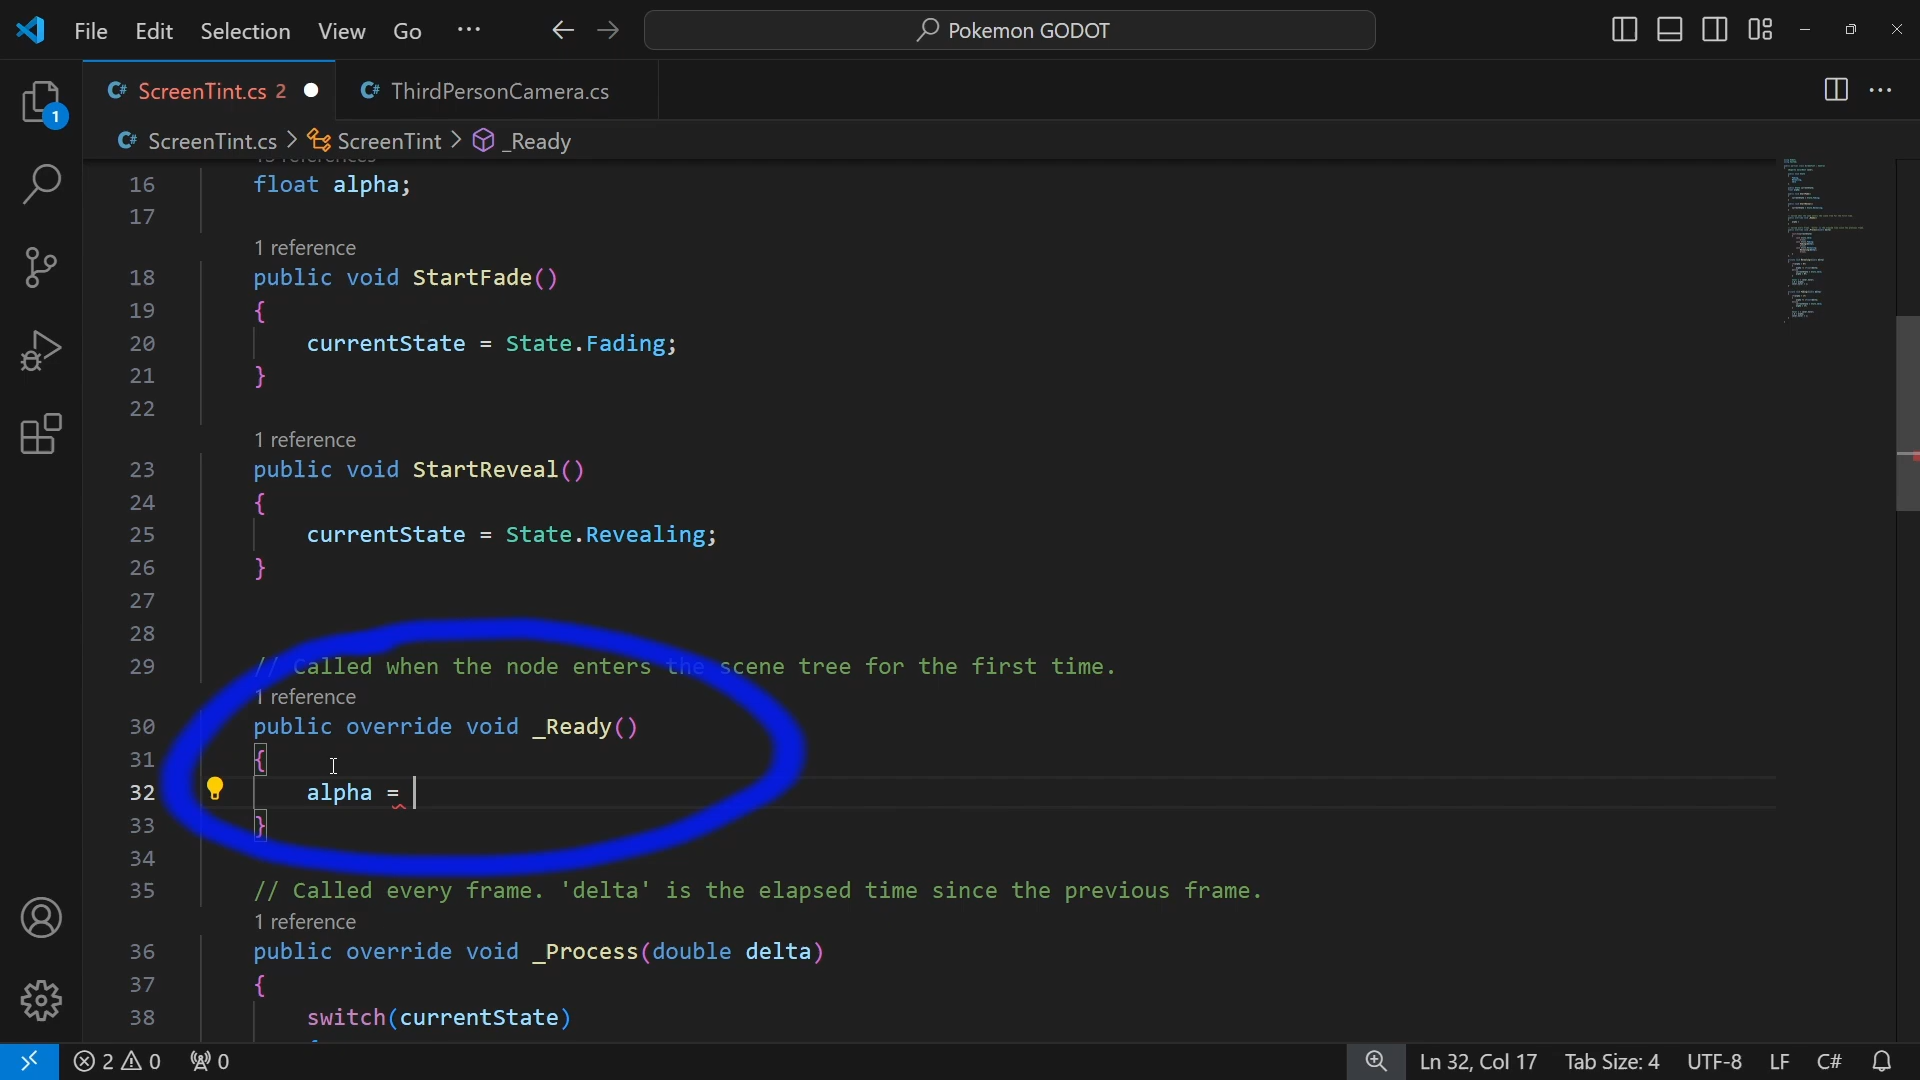 File Edit Selection View Go ··· Pokemon GODOT
C# ScreenTint.cs 2 C# ThirdPersonCamera.cs
C# ScreenTint.cs > ScreenTint > _Ready
1
16 float alpha;
17
1 reference
18 public void StartFade()
19 {
20 currentState = State.Fading;
21 }
22
1 reference
23 public void StartReveal()
24 {
25 currentState = State.Revealing;
26 }
27
28
29 // Called when the node enters the scene tree for the first time.
1 reference
30 public override void _Ready()
31 {
32 alpha =
33 }
34
35 // Called every frame. 'delta' is the elapsed time since the previous frame.
1 reference
36 public override void _Process(double delta)
37 {
38 switch(currentState)
2 0 0 Ln 32, Col 17 Tab Size: 4 UTF-8 LF C#